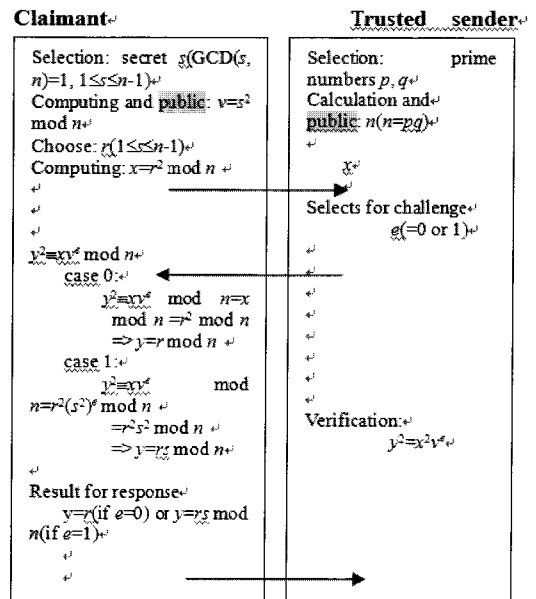 Claimant
Trusted sender
Selection: secret s(GCD(s,
n)=1, 1≤s≤n-1)
Computing and public: v=s²
mod n
Choose: r(1≤s≤n-1)
Computing: x=r² mod n
y²≡xvᵉ mod n
case 0:
y²≡xvᵉ mod n=x
mod n =r² mod n
=> y=r mod n
case 1:
y²≡xvᵉ mod
n=r²(s²)ᵉ mod n
=r²s² mod n
=> y=rs mod n
Result for response
y=r(if e=0) or y=rs mod
n(if e=1)
Selection: prime
numbers p, q
Calculation and
public: n(n=pq)
x
Selects for challenge
e(=0 or 1)
Verification:
y²=x²vᵉ